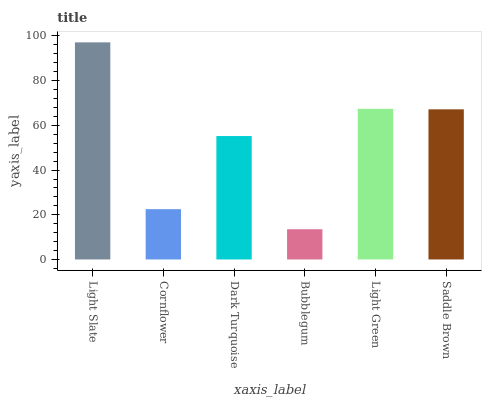 title
yaxis_label
100
80
60
40
20
0
Light Slate
Cornflower
Dark Turquoise
Bubblegum
Light Green
Saddle Brown
xaxis_label